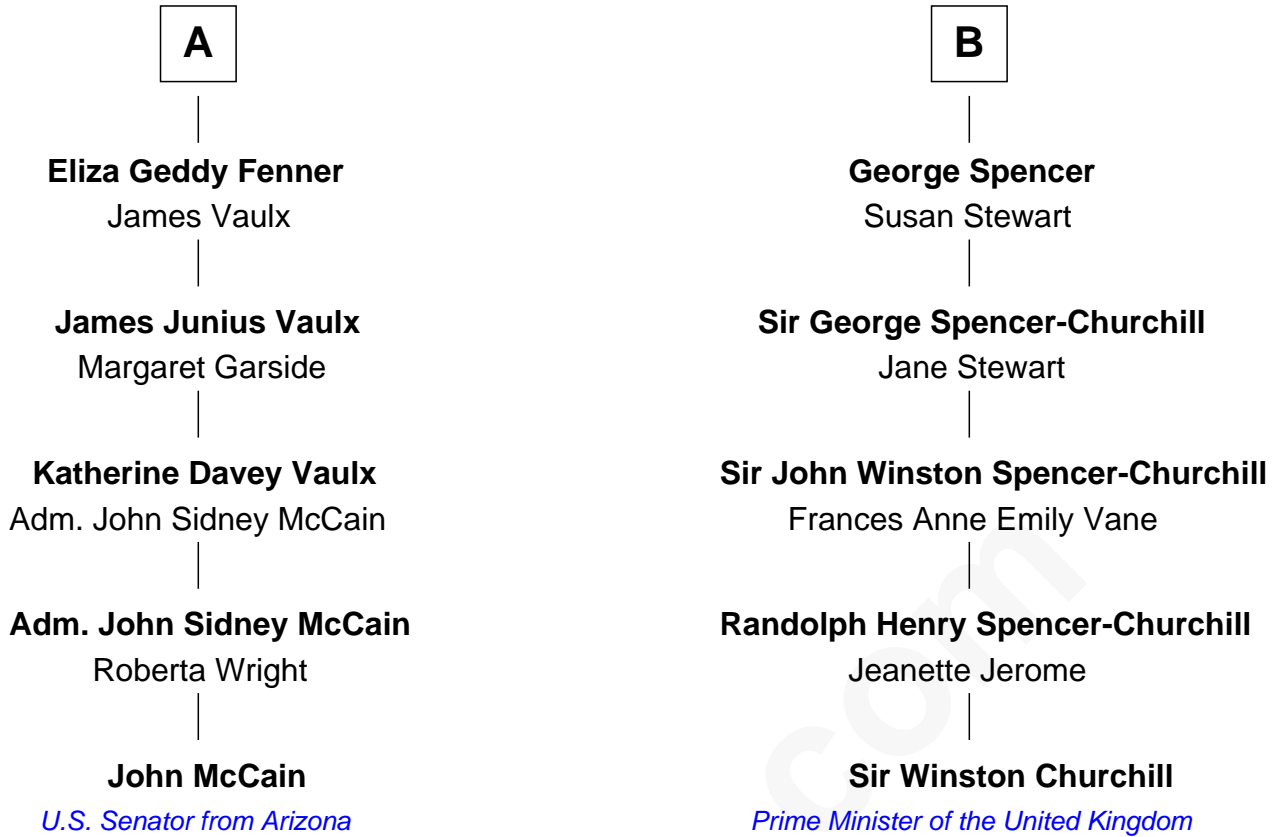 A
Eliza Geddy Fenner
James Vaulx
James Junius Vaulx
Margaret Garside
Katherine Davey Vaulx
Adm. John Sidney McCain
Adm. John Sidney McCain
Roberta Wright
John McCain
U.S. Senator from Arizona
B
George Spencer
Susan Stewart
Sir George Spencer-Churchill
Jane Stewart
Sir John Winston Spencer-Churchill
Frances Anne Emily Vane
Randolph Henry Spencer-Churchill
Jeanette Jerome
Sir Winston Churchill
Prime Minister of the United Kingdom
com